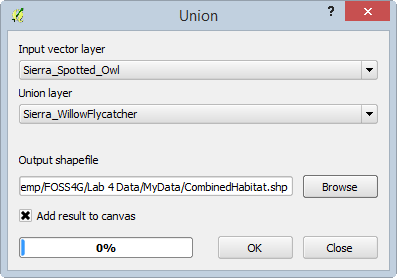 Union
?
Input vector layer
Sierra_Spotted_Owl
Union layer
Sierra_WillowFlycatcher
Output shapefile
emp/FOSS4G/Lab 4 Data/MyData/CombinedHabitat.shp Browse
Add result to canvas
0% OK Close